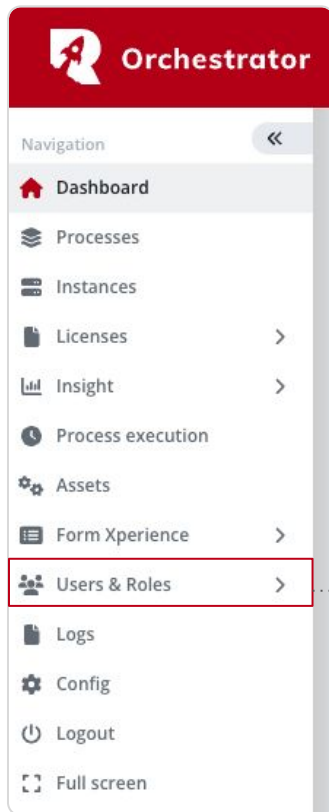 Orchestrator
Navigation
Dashboard
Processes
Instances
Licenses
Insight
Process execution
Assets
Form Xperience
Users & Roles
Logs
Config
Logout
Full screen